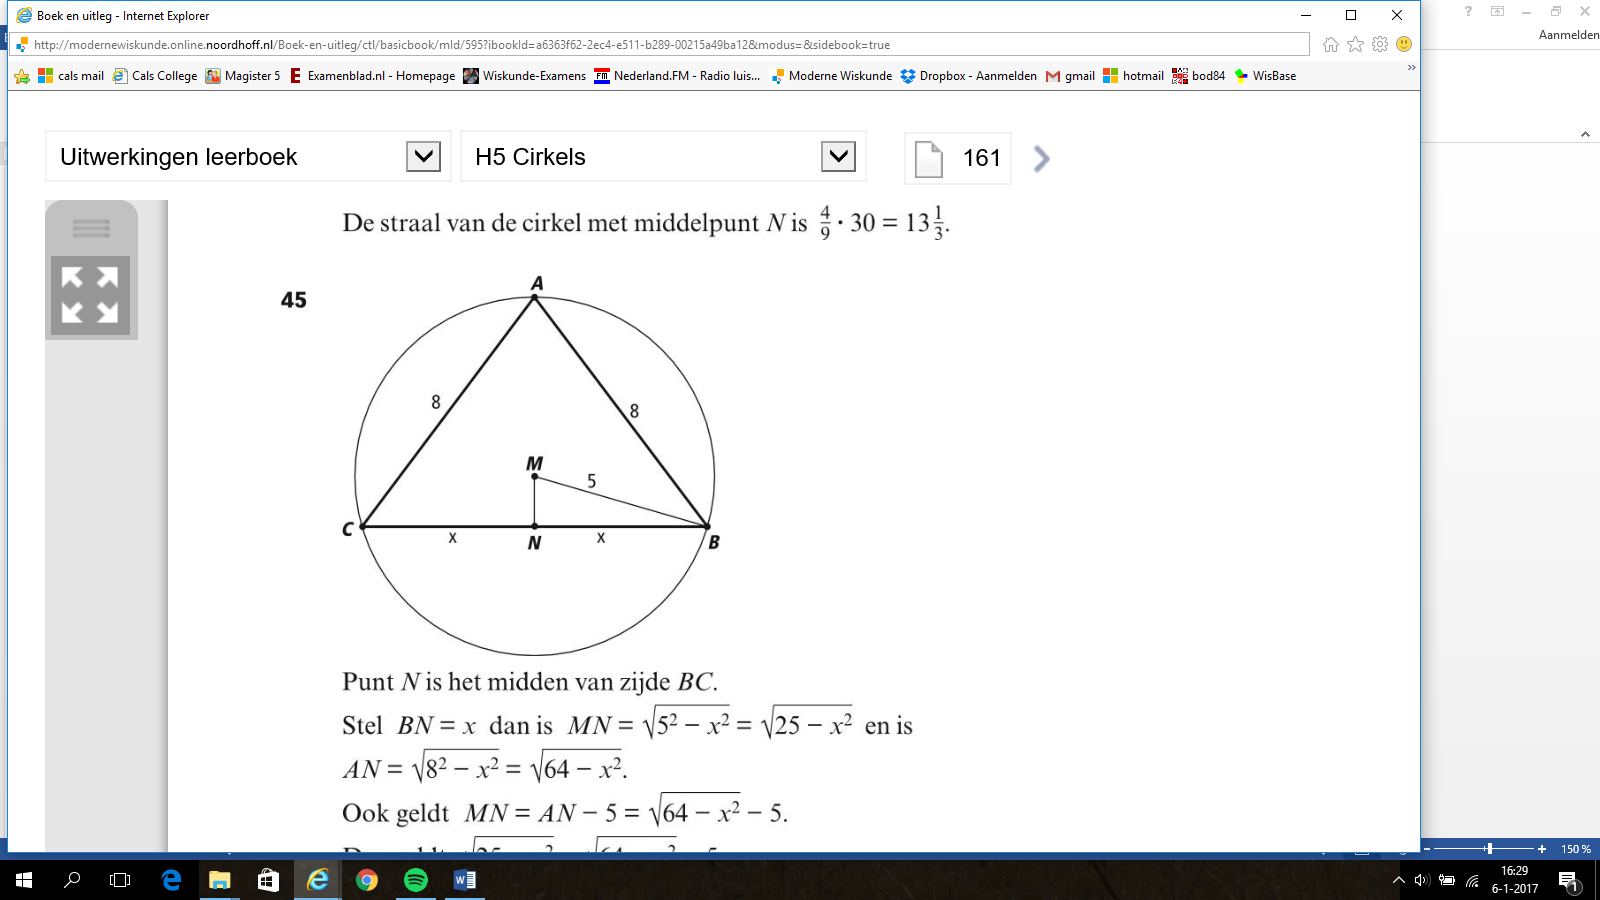 Boek en uitleg - Internet Explorer
?
http://modernewiskunde.online.noordhoff.nl/Boek-en-uitleg/ctl/basicbook/mId/595?ibookId=a6363f62-2ec4-e511-b289-00215a49ba12&modus=&sidebook=true
Aanmelden
cals mail
Cals College
Magister 5
Examenblad.nl - Homepage
Wiskunde-Examens
Nederland.FM - Radio luis...
Moderne Wiskunde
Dropbox - Aanmelden
gmail
hotmail
bod84
WisBase
»
Uitwerkingen leerboek
H5 Cirkels
161
De straal van de cirkel met middelpunt N is 4/9 · 30 = 13 1/3.
45
A
8
8
M
5
C
x
N
x
B
Punt N is het midden van zijde BC.
Stel BN = x dan is MN = √(5² − x²) = √(25 − x²) en is
AN = √(8² − x²) = √(64 − x²).
Ook geldt MN = AN − 5 = √(64 − x²) − 5.
150 %
16:29
6-1-2017
1